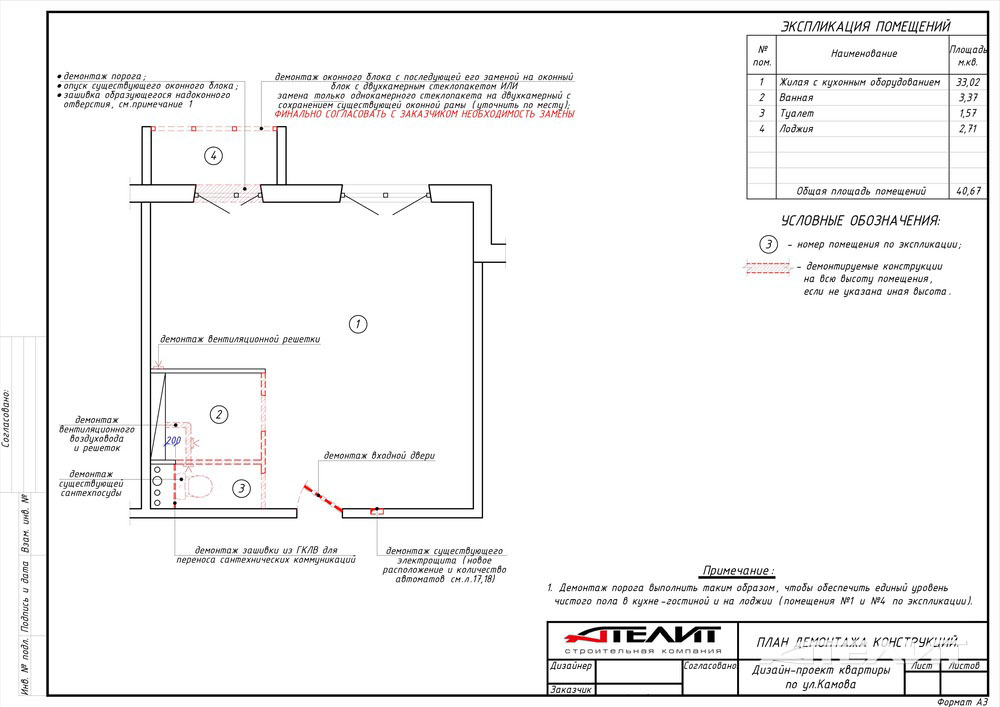 ЭКСПЛИКАЦИЯ ПОМЕЩЕНИЙ
№ пом. Наименование Площадь м.кв.
1 Жилая с кухонным оборудованием 33,02
2 Ванная 3,37
3 Туалет 1,57
4 Лоджия 2,71
Общая площадь помещений 40,67
УСЛОВНЫЕ ОБОЗНАЧЕНИЯ:
3 - номер помещения по экспликации;
- демонтируемые конструкции
на всю высоту помещения,
если не указана иная высота.
• демонтаж порога;
• опуск существующего оконного блока;
• зашивка образующегося надоконного
отверстия, см.примечание 1
демонтаж оконного блока с последующей его заменой на оконный
блок с двухкамерным стеклопакетом ИЛИ
замена только однокамерного стеклопакета на двухкамерный с
сохранением существующей оконной рамы (уточнить по месту);
ФИНАЛЬНО СОГЛАСОВАТЬ С ЗАКАЗЧИКОМ НЕОБХОДИМОСТЬ ЗАМЕНЫ
4
1
демонтаж вентиляционной решетки
2
демонтаж
вентиляционного
воздуховода
и решеток
200
демонтаж
существующей
сантехпосуды
3
демонтаж входной двери
демонтаж зашивки из ГКЛВ для
переноса сантехнических коммуникаций
демонтаж существующего
электрощита (новое
расположение и количество
автоматов см.л.17,18)
Примечание:
1. Демонтаж порога выполнить таким образом, чтобы обеспечить единый уровень
чистого пола в кухне-гостиной и на лоджии (помещения №1 и №4 по экспликации).
АТЕЛИТ
строительная компания
ПЛАН ДЕМОНТАЖА КОНСТРУКЦИЙ.
Дизайнер
Согласовано
Заказчик
Дизайн-проект квартиры
по ул.Камова
Лист Листов
Формат А3
Согласовано:
Взам. инв. №
Подпись и дата
Инв. № подл.